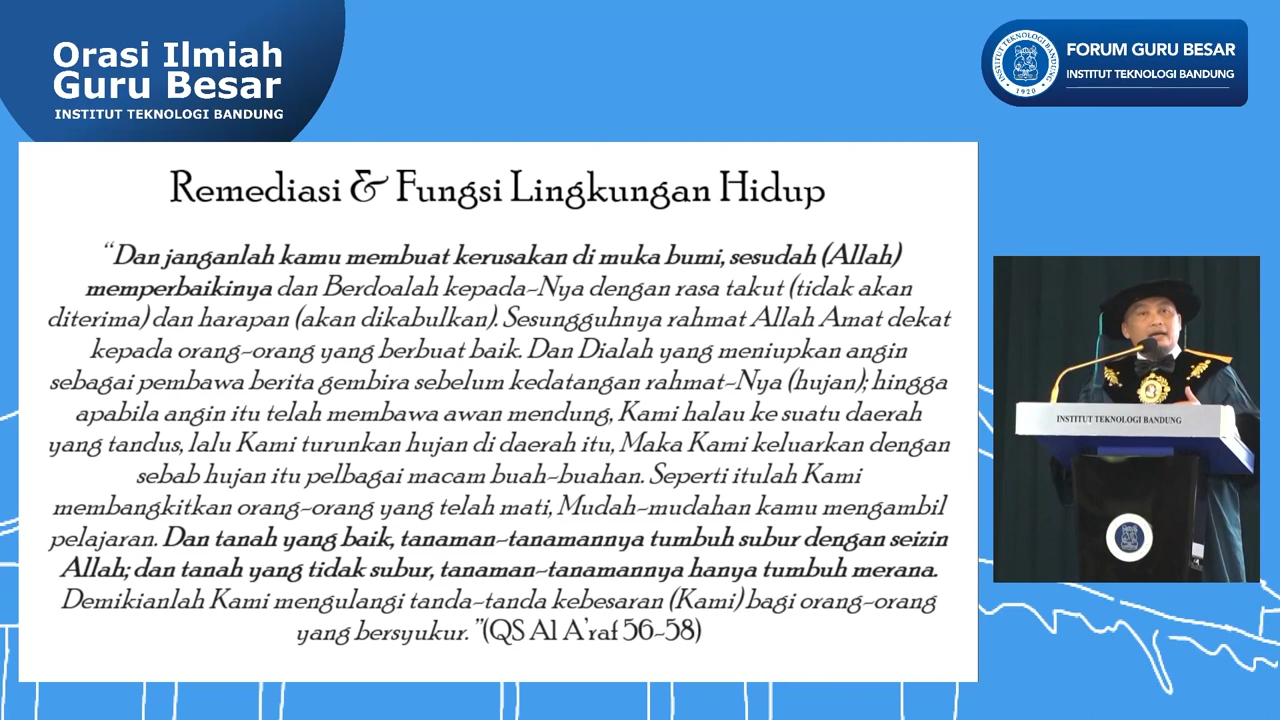 Orasi Ilmiah
Guru Besar
INSTITUT TEKNOLOGI BANDUNG
INSTITUT TEKNOLOGI BANDUNG
1920
FORUM GURU BESAR
INSTITUT TEKNOLOGI BANDUNG
Remediasi & Fungsi Lingkungan Hidup
“Dan janganlah kamu membuat kerusakan di muka bumi, sesudah (Allah)
memperbaikinya dan Berdoalah kepada-Nya dengan rasa takut (tidak akan
diterima) dan harapan (akan dikabulkan). Sesungguhnya rahmat Allah Amat dekat
kepada orang-orang yang berbuat baik. Dan Dialah yang meniupkan angin
sebagai pembawa berita gembira sebelum kedatangan rahmat-Nya (hujan); hingga
apabila angin itu telah membawa awan mendung, Kami halau ke suatu daerah
yang tandus, lalu Kami turunkan hujan di daerah itu, Maka Kami keluarkan dengan
sebab hujan itu pelbagai macam buah-buahan. Seperti itulah Kami
membangkitkan orang-orang yang telah mati, Mudah-mudahan kamu mengambil
pelajaran. Dan tanah yang baik, tanaman-tanamannya tumbuh subur dengan seizin
Allah; dan tanah yang tidak subur, tanaman-tanamannya hanya tumbuh merana.
Demikianlah Kami mengulangi tanda-tanda kebesaran (Kami) bagi orang-orang
yang bersyukur.”(QS Al A'raf 56-58)
INSTITUT TEKNOLOGI BANDUNG